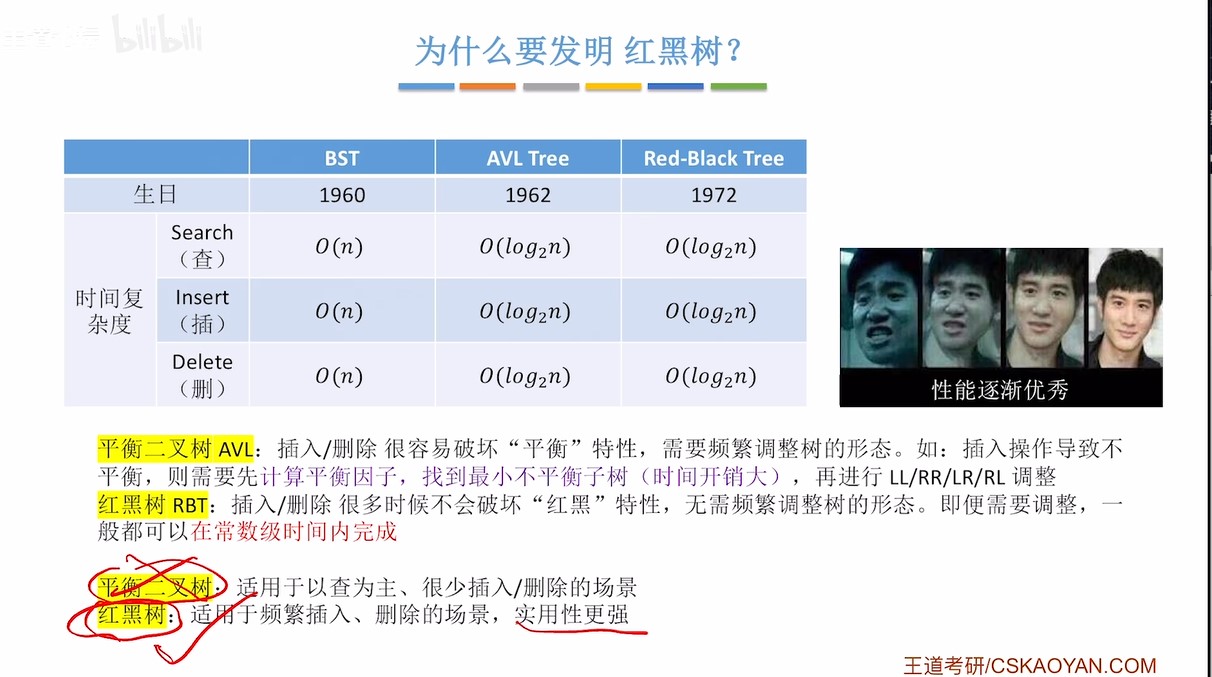 bilibili
为什么要发明 红黑树？
BST AVL Tree Red-Black Tree
生日 1960 1962 1972
时间复杂度
Search（查） O(n) O(log₂n) O(log₂n)
Insert（插） O(n) O(log₂n) O(log₂n)
Delete（删） O(n) O(log₂n) O(log₂n)
性能逐渐优秀
平衡二叉树 AVL：插入/删除 很容易破坏“平衡”特性，需要频繁调整树的形态。如：插入操作导致不
平衡，则需要先计算平衡因子，找到最小不平衡子树（时间开销大），再进行 LL/RR/LR/RL 调整
红黑树 RBT：插入/删除 很多时候不会破坏“红黑”特性，无需频繁调整树的形态。即便需要调整，一
般都可以在常数级时间内完成
平衡二叉树：适用于以查为主、很少插入/删除的场景
红黑树：适用于频繁插入、删除的场景，实用性更强
王道考研/CSKAOYAN.COM